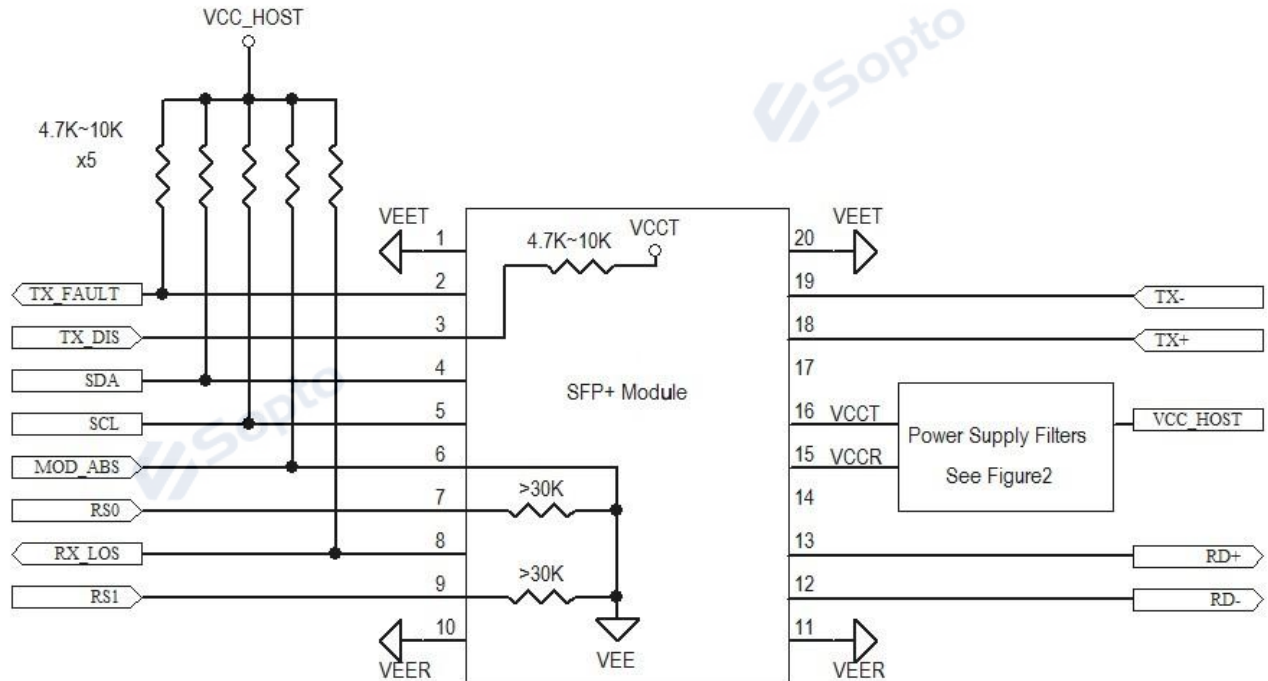 VCC_HOST
Sopto
4.7K~10K
x5
VEET
1
4.7K~10K
VCCT
20
VEET
TX_FAULT
2
19
TX-
TX_DIS
3
18
TX+
SDA
4
17
SFP+ Module
Sopto
SCL
5
16
VCCT
Power Supply Filters
See Figure2
VCC_HOST
MOD_ABS
6
15
VCCR
RS0
7
>30K
14
RX_LOS
8
13
RD+
RS1
9
>30K
12
RD-
10
VEER
VEE
11
VEER